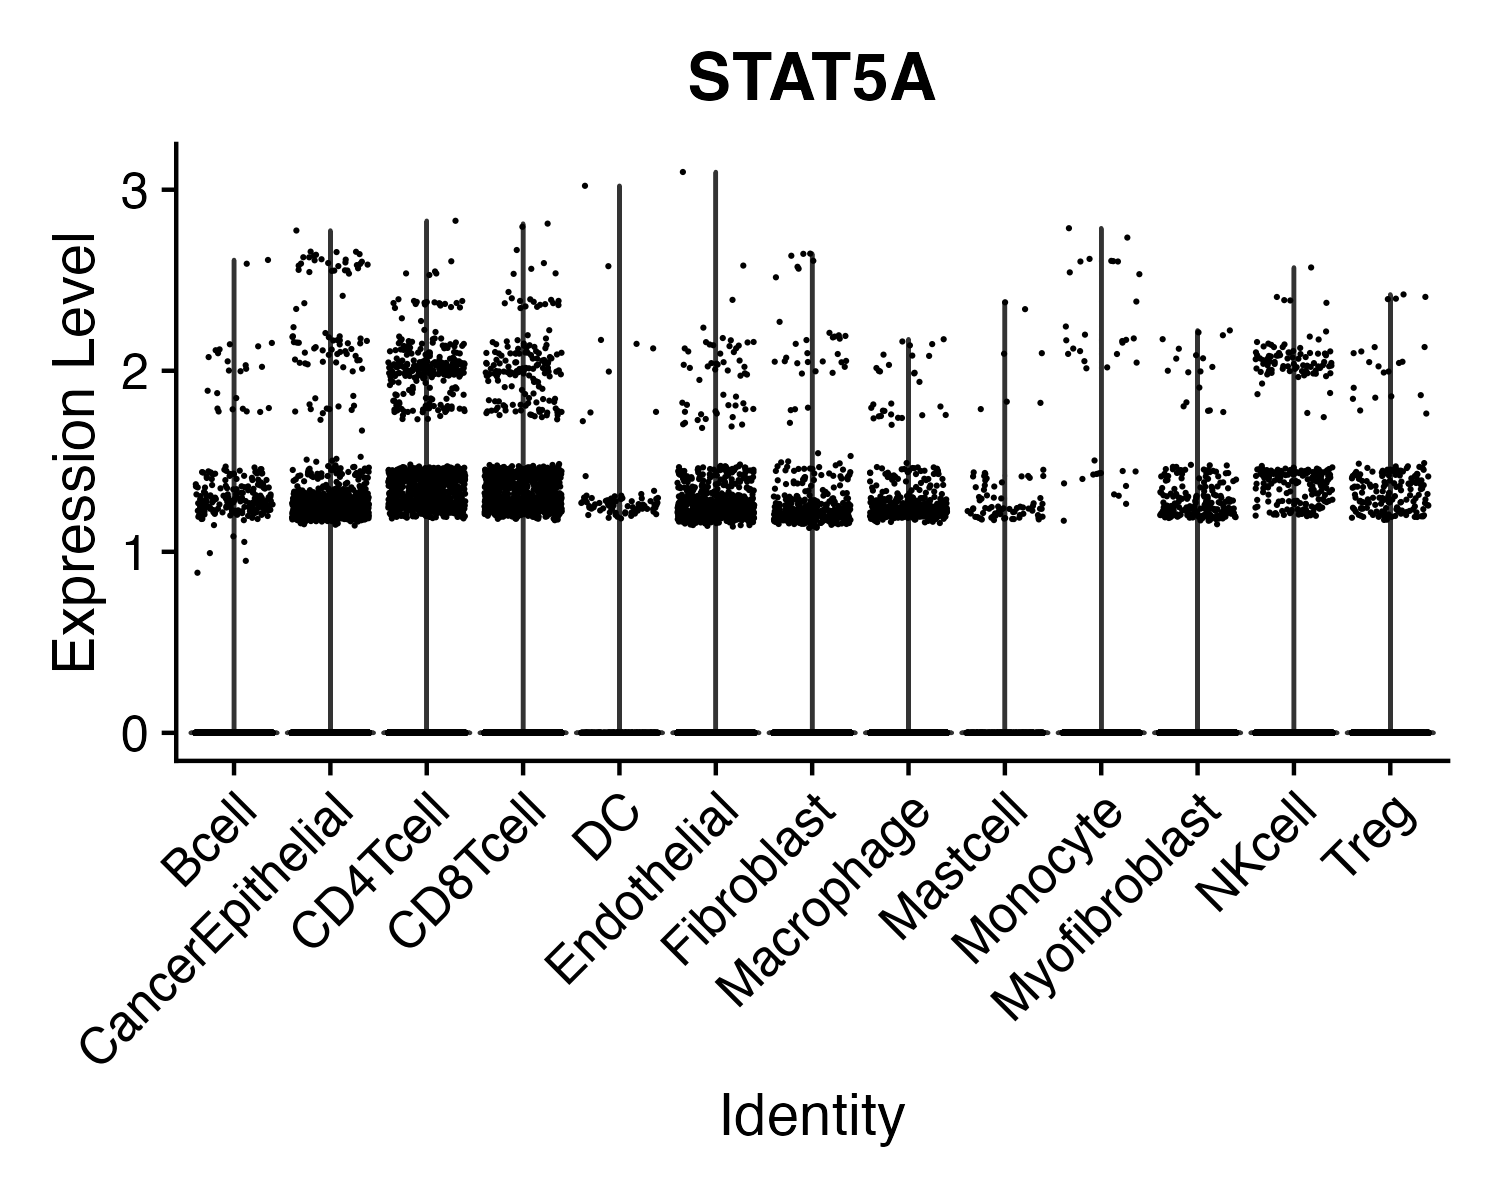 STAT5A
Expression Level
3
2
1
0
Bcell
CancerEpithelial
CD4Tcell
CD8Tcell
DC
Endothelial
Fibroblast
Macrophage
Mastcell
Monocyte
Myofibroblast
NKcell
Treg
Identity